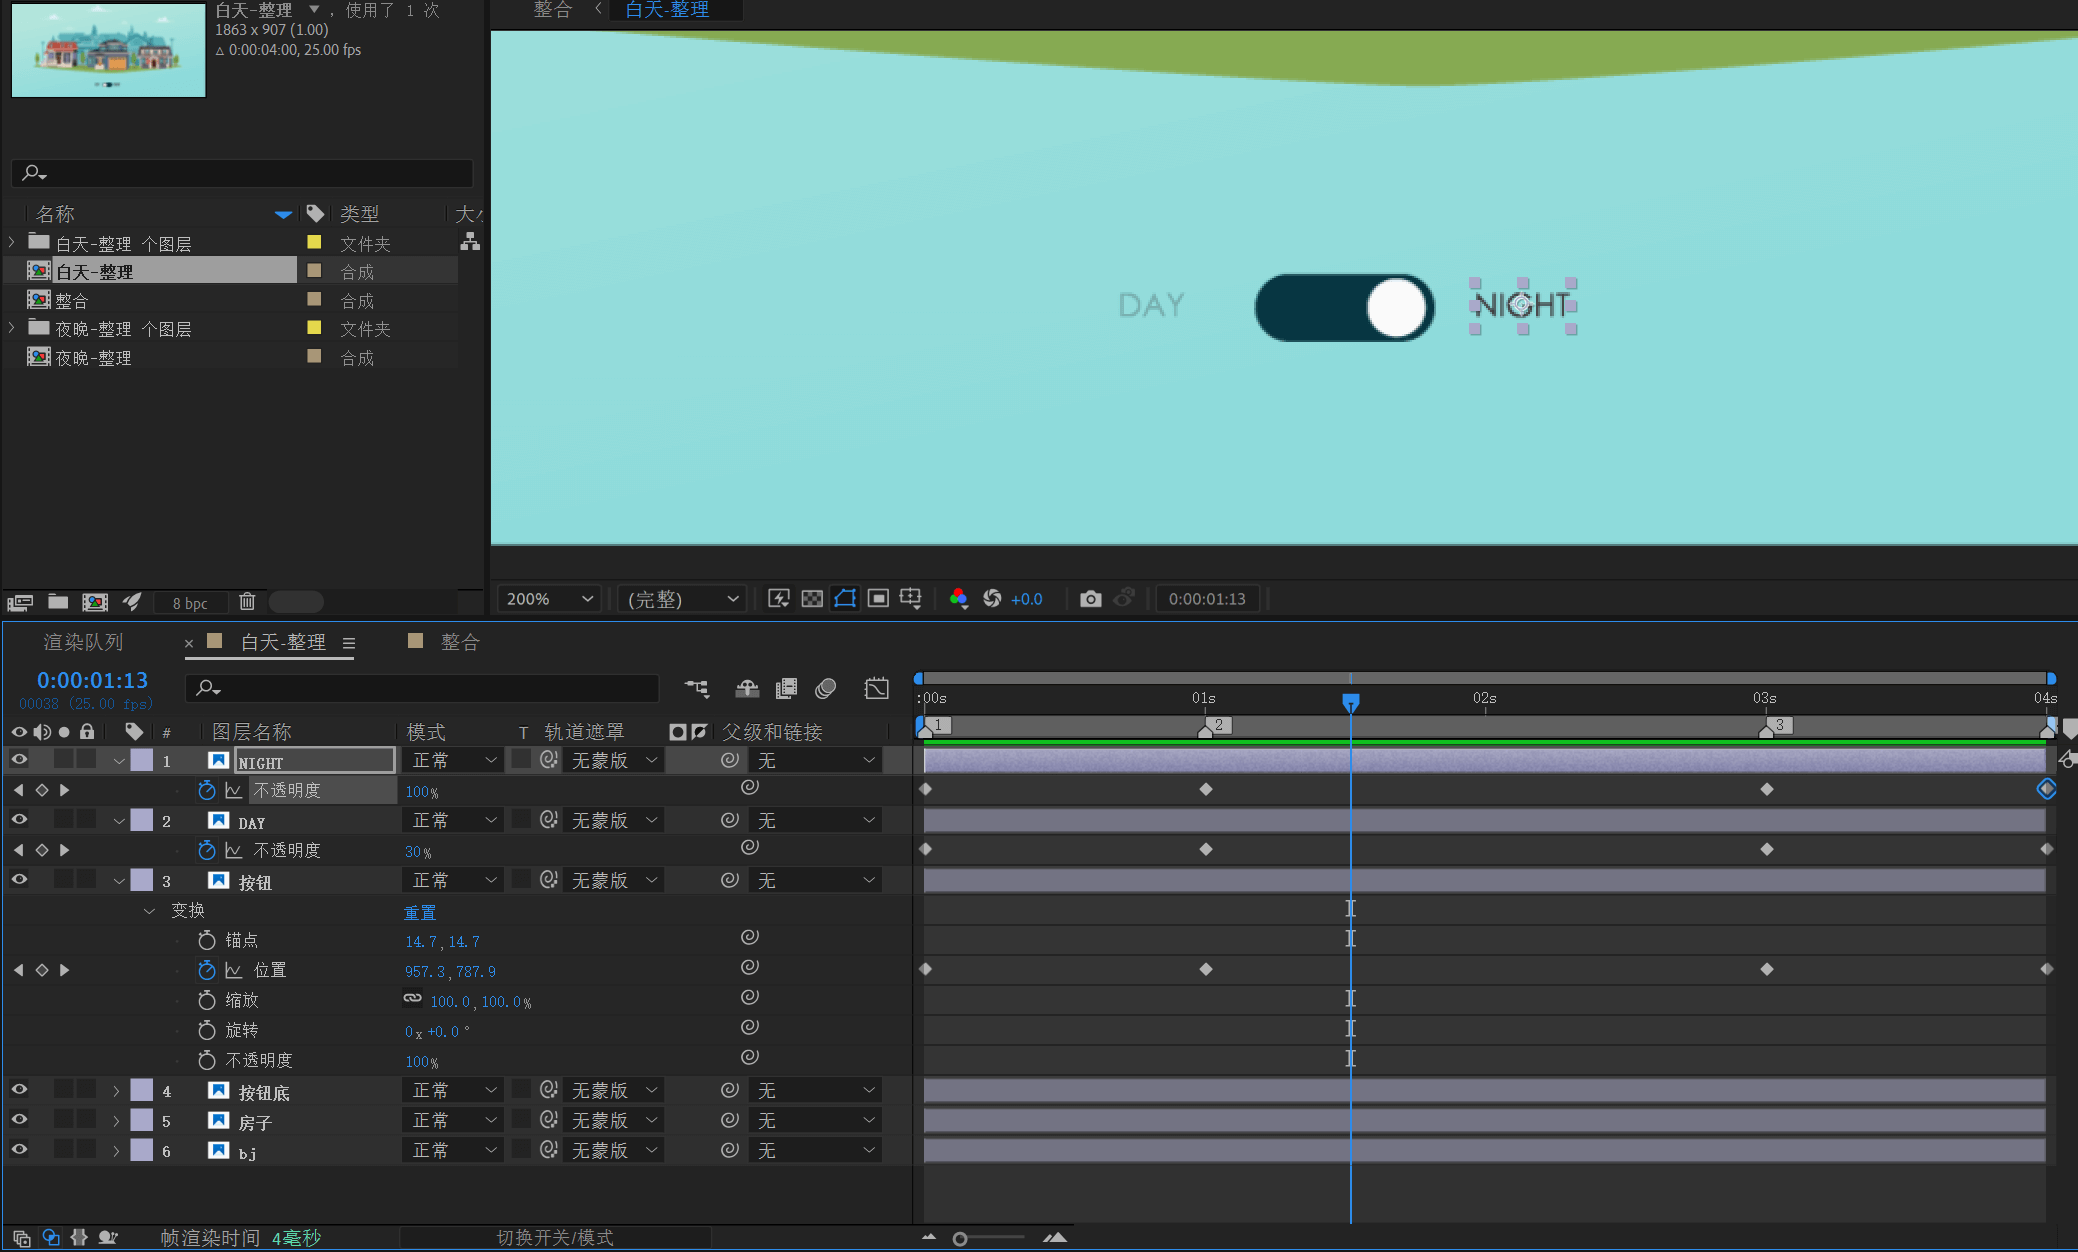 白天-整理 ▼ , 使用了 1 次
1863 x 907 (1.00)
△ 0:00:04:00, 25.00 fps
整合 < 白天-整理
名称 类型 大小
白天-整理 个图层 文件夹
白天-整理 合成
整合 合成
夜晚-整理 个图层 文件夹
夜晚-整理 合成
DAY NIGHT
8 bpc
200% (完整) +0.0 0:00:01:13
渲染队列 × 白天-整理 整合
0:00:01:13
00038 (25.00 fps)
:00s 01s 02s 03s 04s
1 2 3
# 图层名称 模式 T 轨道遮罩 父级和链接
1 NIGHT 正常 无蒙版 无
不透明度 100%
2 DAY 正常 无蒙版 无
不透明度 30%
3 按钮 正常 无蒙版 无
变换 重置
锚点 14.7,14.7
位置 957.3,787.9
缩放 100.0,100.0%
旋转 0x+0.0°
不透明度 100%
4 按钮底 正常 无蒙版 无
5 房子 正常 无蒙版 无
6 bj 正常 无蒙版 无
帧渲染时间 4毫秒 切换开关/模式